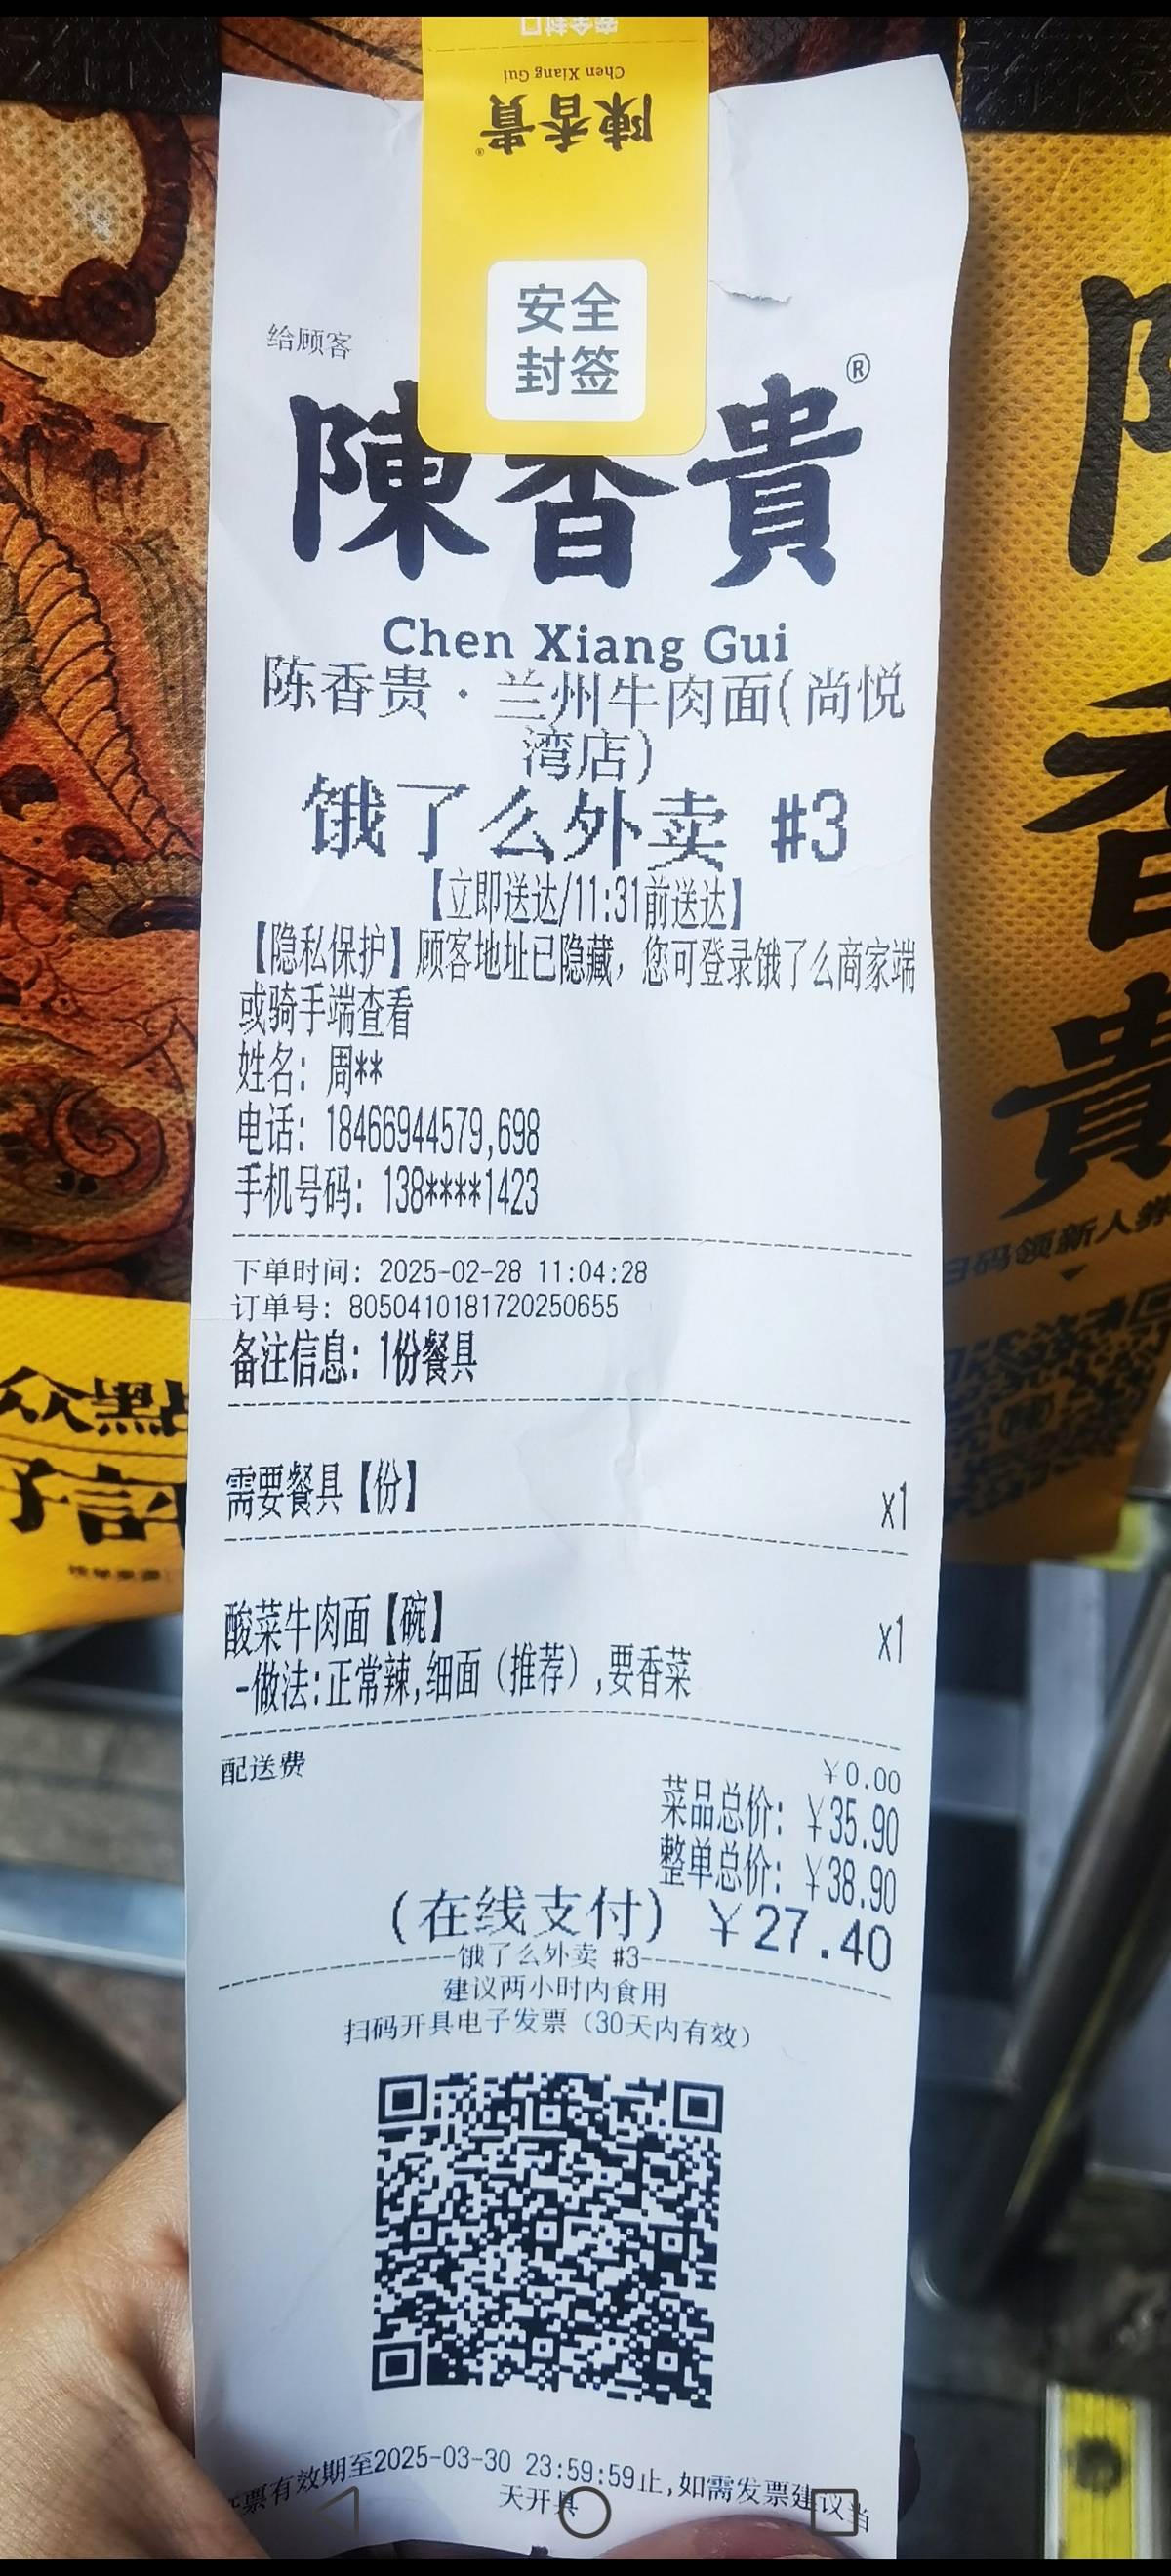 安全封口
Chen Xiang Gui
陳香貴
安全
封签
给顾客
陳香貴®
Chen Xiang Gui
陈香贵·兰州牛肉面(尚悦
湾店)
饿了么外卖 #3
【立即送达/11:31前送达】
【隐私保护】顾客地址已隐藏，您可登录饿了么商家端
或骑手端查看
姓名: 周**
电话: 18466944579,698
手机号码: 138****1423
下单时间: 2025-02-28 11:04:28
订单号: 8050410181720250655
备注信息: 1份餐具
需要餐具【份】 x1
酸菜牛肉面【碗】 x1
-做法:正常辣,细面（推荐）,要香菜
配送费 ￥0.00
菜品总价: ￥35.90
整单总价: ￥38.90
(在线支付) ￥27.40
饿了么外卖 #3
建议两小时内食用
扫码开具电子发票（30天内有效）
票有效期至2025-03-30 23:59:59止,如需发票建议当
天开具
香
貴
扫码领新人券